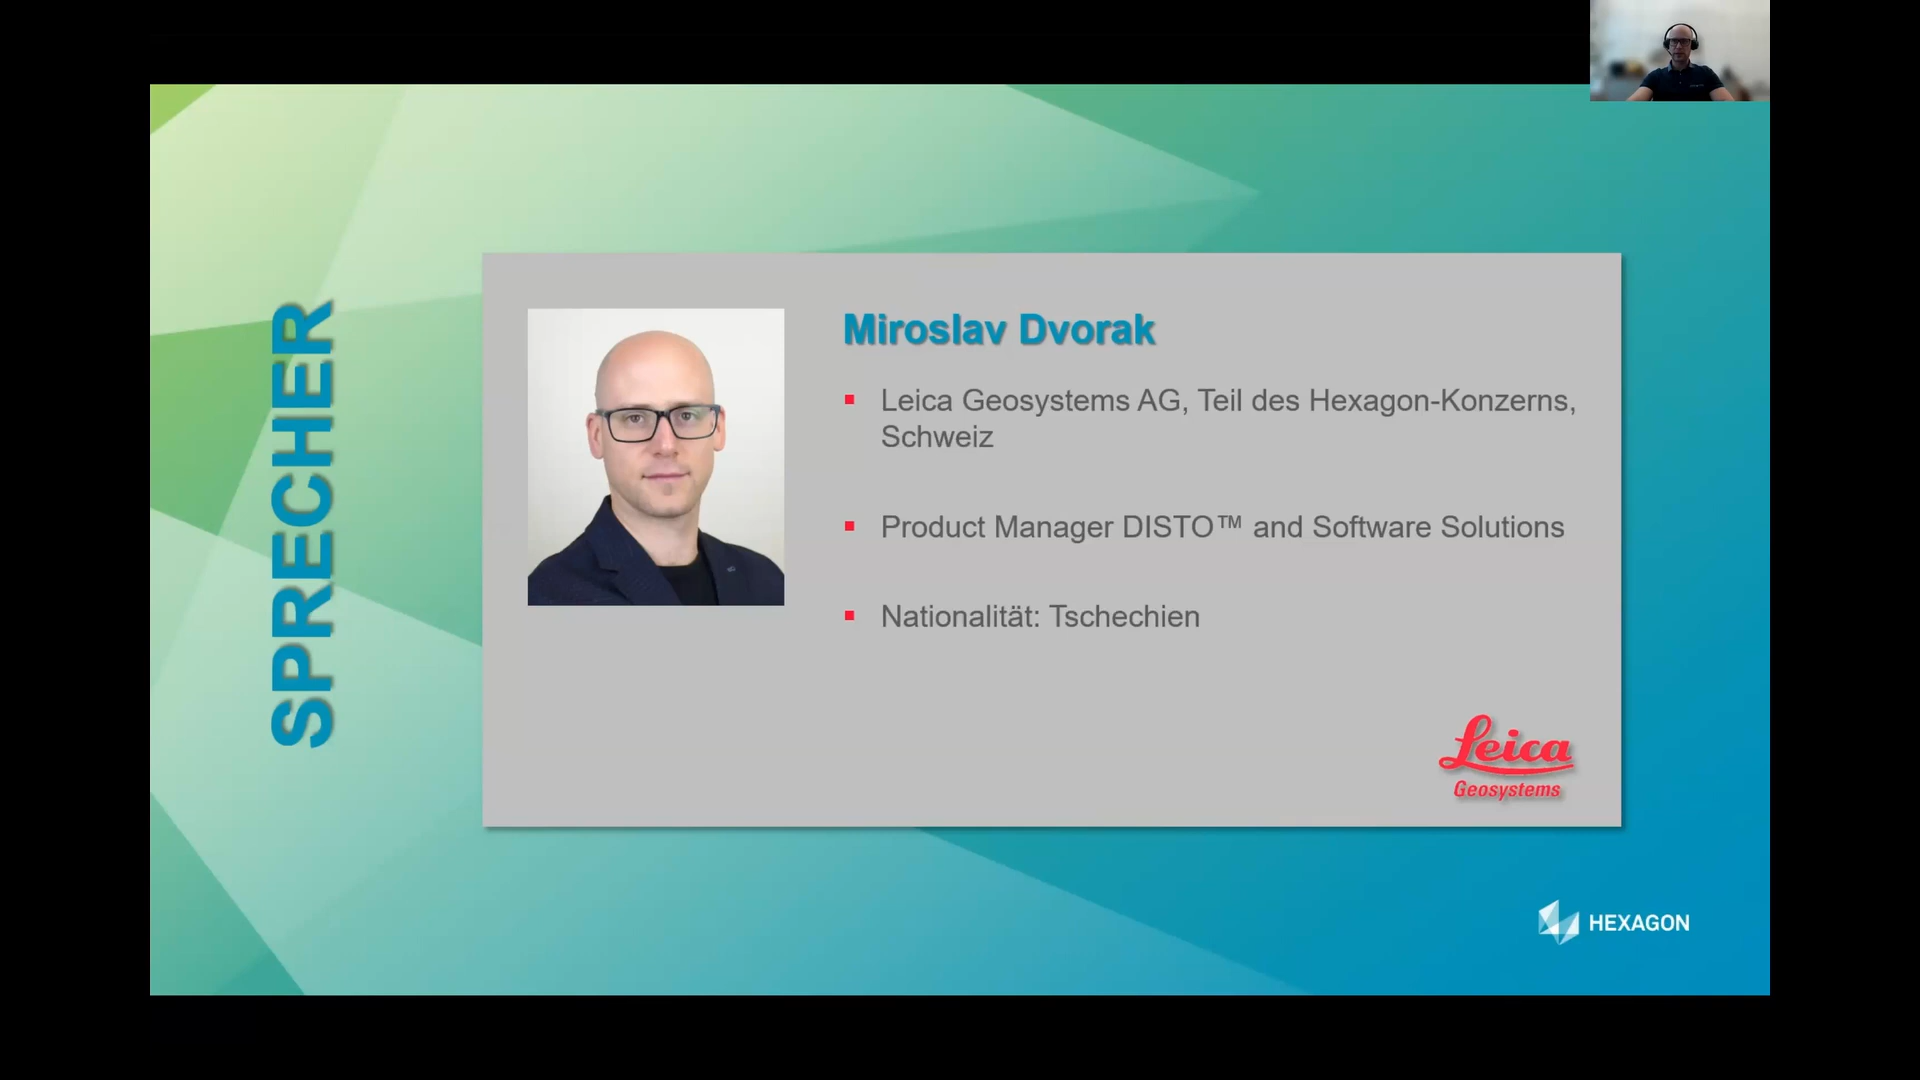 SPRECHER
Miroslav Dvorak
Leica Geosystems AG, Teil des Hexagon-Konzerns,
Schweiz
Product Manager DISTO™ and Software Solutions
Nationalität: Tschechien
Leica
Geosystems
HEXAGON